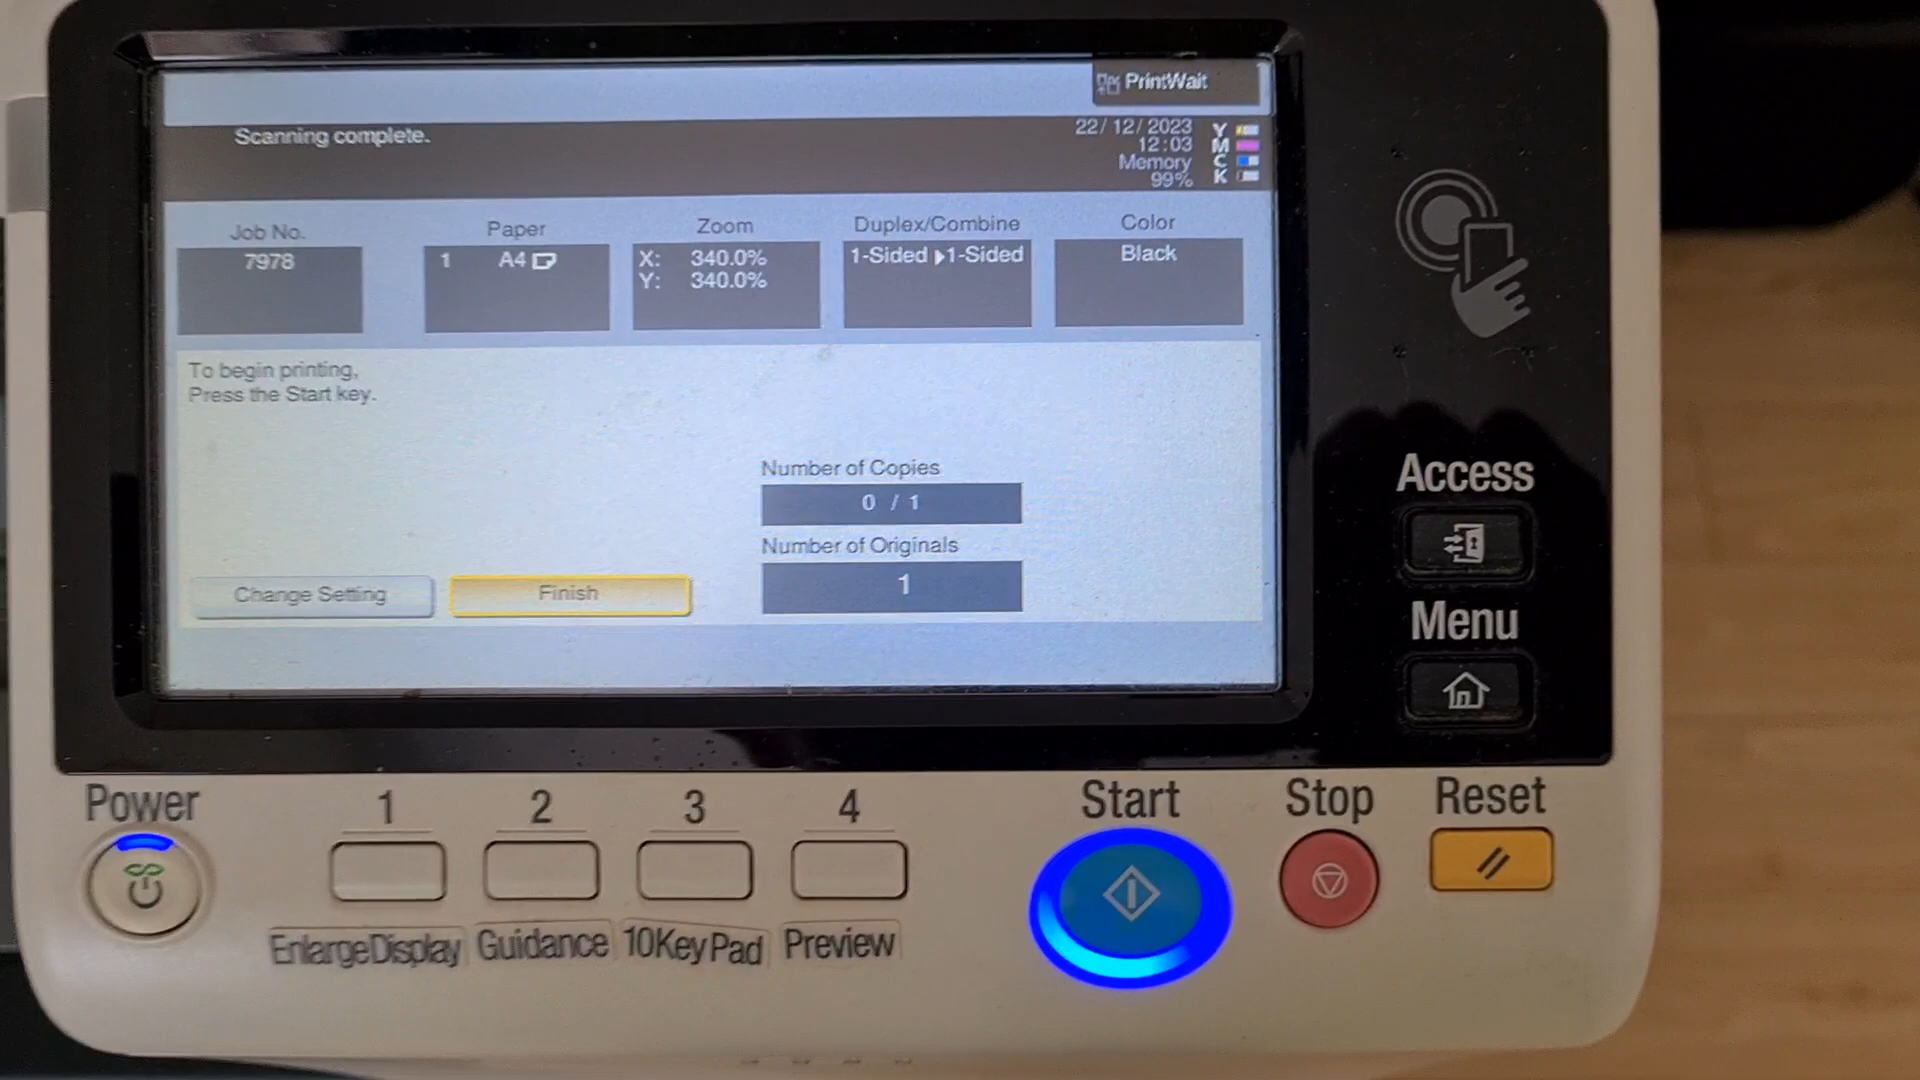 PrintWait
Scanning complete.
22/12/2023
12:03
Memory
99%
Y
M
C
K
Job No.
7978
Paper
1 A4
Zoom
X: 340.0%
Y: 340.0%
Duplex/Combine
1-Sided ▶1-Sided
Color
Black
To begin printing,
Press the Start key.
Number of Copies
0 / 1
Number of Originals
1
Change Setting
Finish
Access
Menu
Power
1
2
3
4
Start
Stop
Reset
EnlargeDisplay
Guidance
10KeyPad
Preview